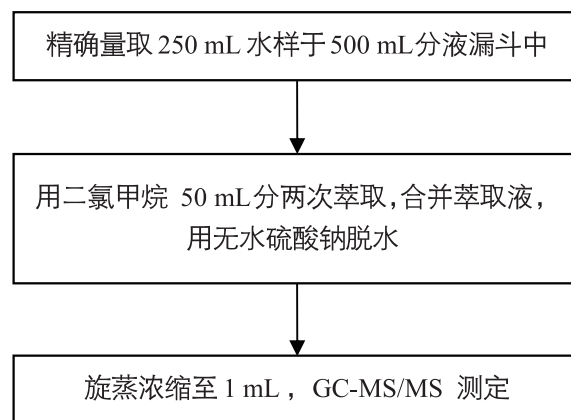 精确量取 250 mL 水样于 500 mL 分液漏斗中
用二氯甲烷 50 mL 分两次萃取，合并萃取液，
用无水硫酸钠脱水
旋蒸浓缩至 1 mL ，GC-MS/MS 测定